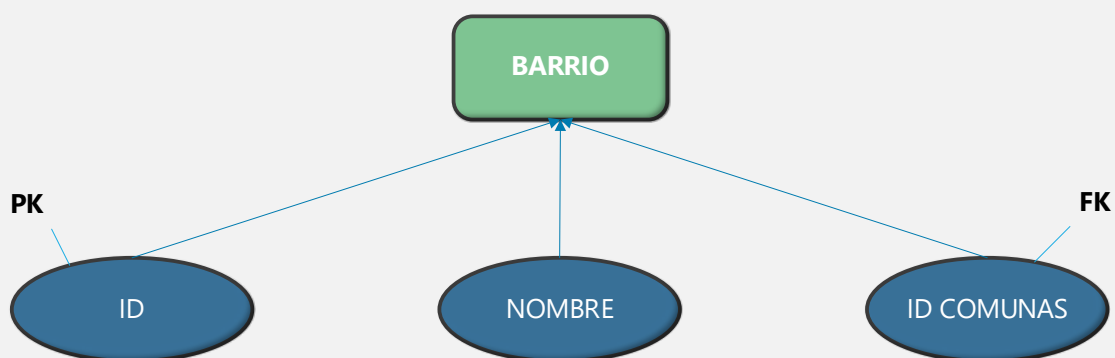 BARRIO
PK
FK
ID
NOMBRE
ID COMUNAS